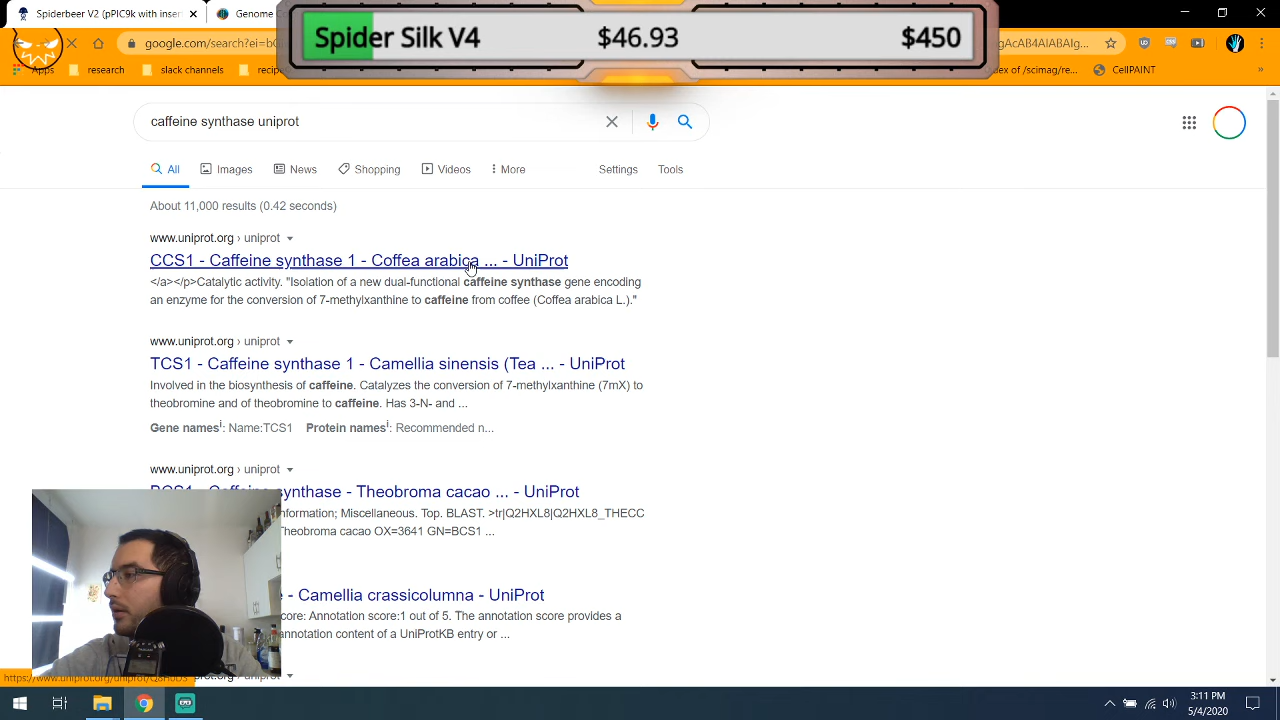 Spiderbeer V2 (pPIC9k with inser
Spider Silk V4 $46.93 $450
google.com/search?ei=
Apps research slack channels
of /scimag/re... CellPAINT »
caffeine synthase uniprot
All Images News Shopping Videos More Settings Tools
About 11,000 results (0.42 seconds)
www.uniprot.org › uniprot
CCS1 - Caffeine synthase 1 - Coffea arabica ... - UniProt
</a></p>Catalytic activity. "Isolation of a new dual-functional caffeine synthase gene encoding
an enzyme for the conversion of 7-methylxanthine to caffeine from coffee (Coffea arabica L.)."
www.uniprot.org › uniprot
TCS1 - Caffeine synthase 1 - Camellia sinensis (Tea ... - UniProt
Involved in the biosynthesis of caffeine. Catalyzes the conversion of 7-methylxanthine (7mX) to
theobromine and of theobromine to caffeine. Has 3-N- and ...
Gene namesi: Name:TCS1 Protein namesi: Recommended n...
www.uniprot.org › uniprot
BCS1 - Caffeine synthase - Theobroma cacao ... - UniProt
nformation; Miscellaneous. Top. BLAST. >tr|Q2HXL8|Q2HXL8_THECC
Theobroma cacao OX=3641 GN=BCS1 ...
- Camellia crassicolumna - UniProt
core: Annotation score:1 out of 5. The annotation score provides a
annotation content of a UniProtKB entry or ...
3:11 PM
5/4/2020